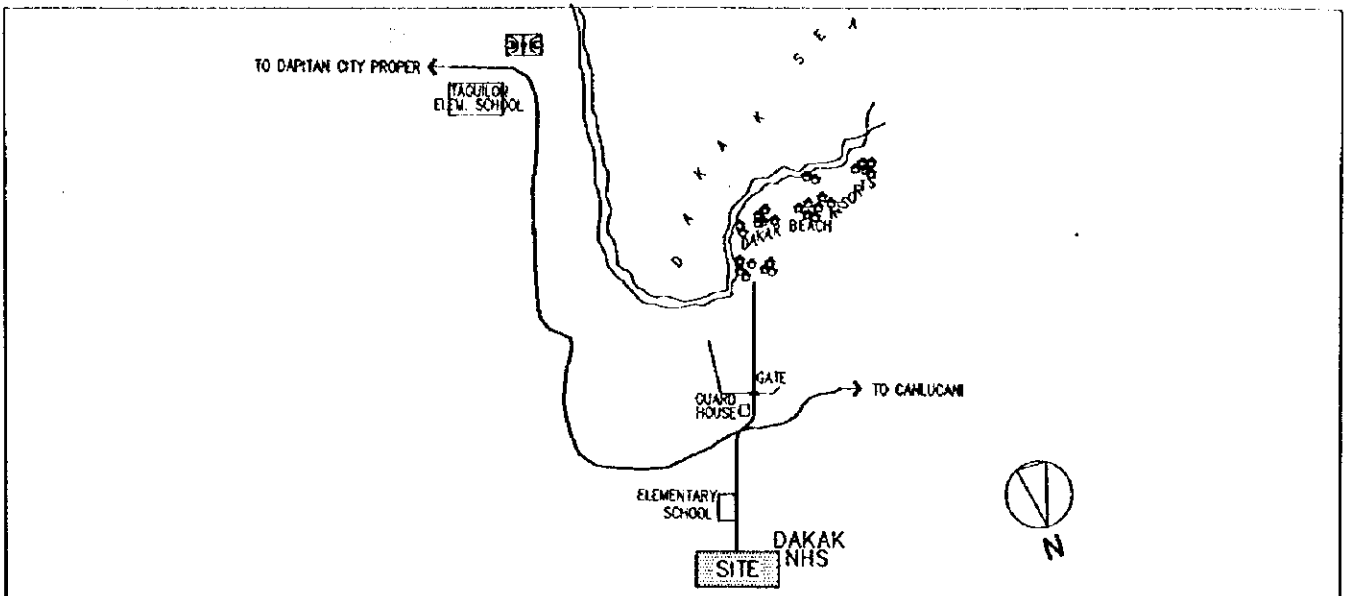 DAKAK SEA
TO DAPITAN CITY PROPER
TAGUILON
ELEM. SCHOOL
DAKAK BEACH RESORTS
GATE
GUARD
HOUSE
TO CANLUCANI
ELEMENTARY
SCHOOL
DAKAK
NHS
SITE
N